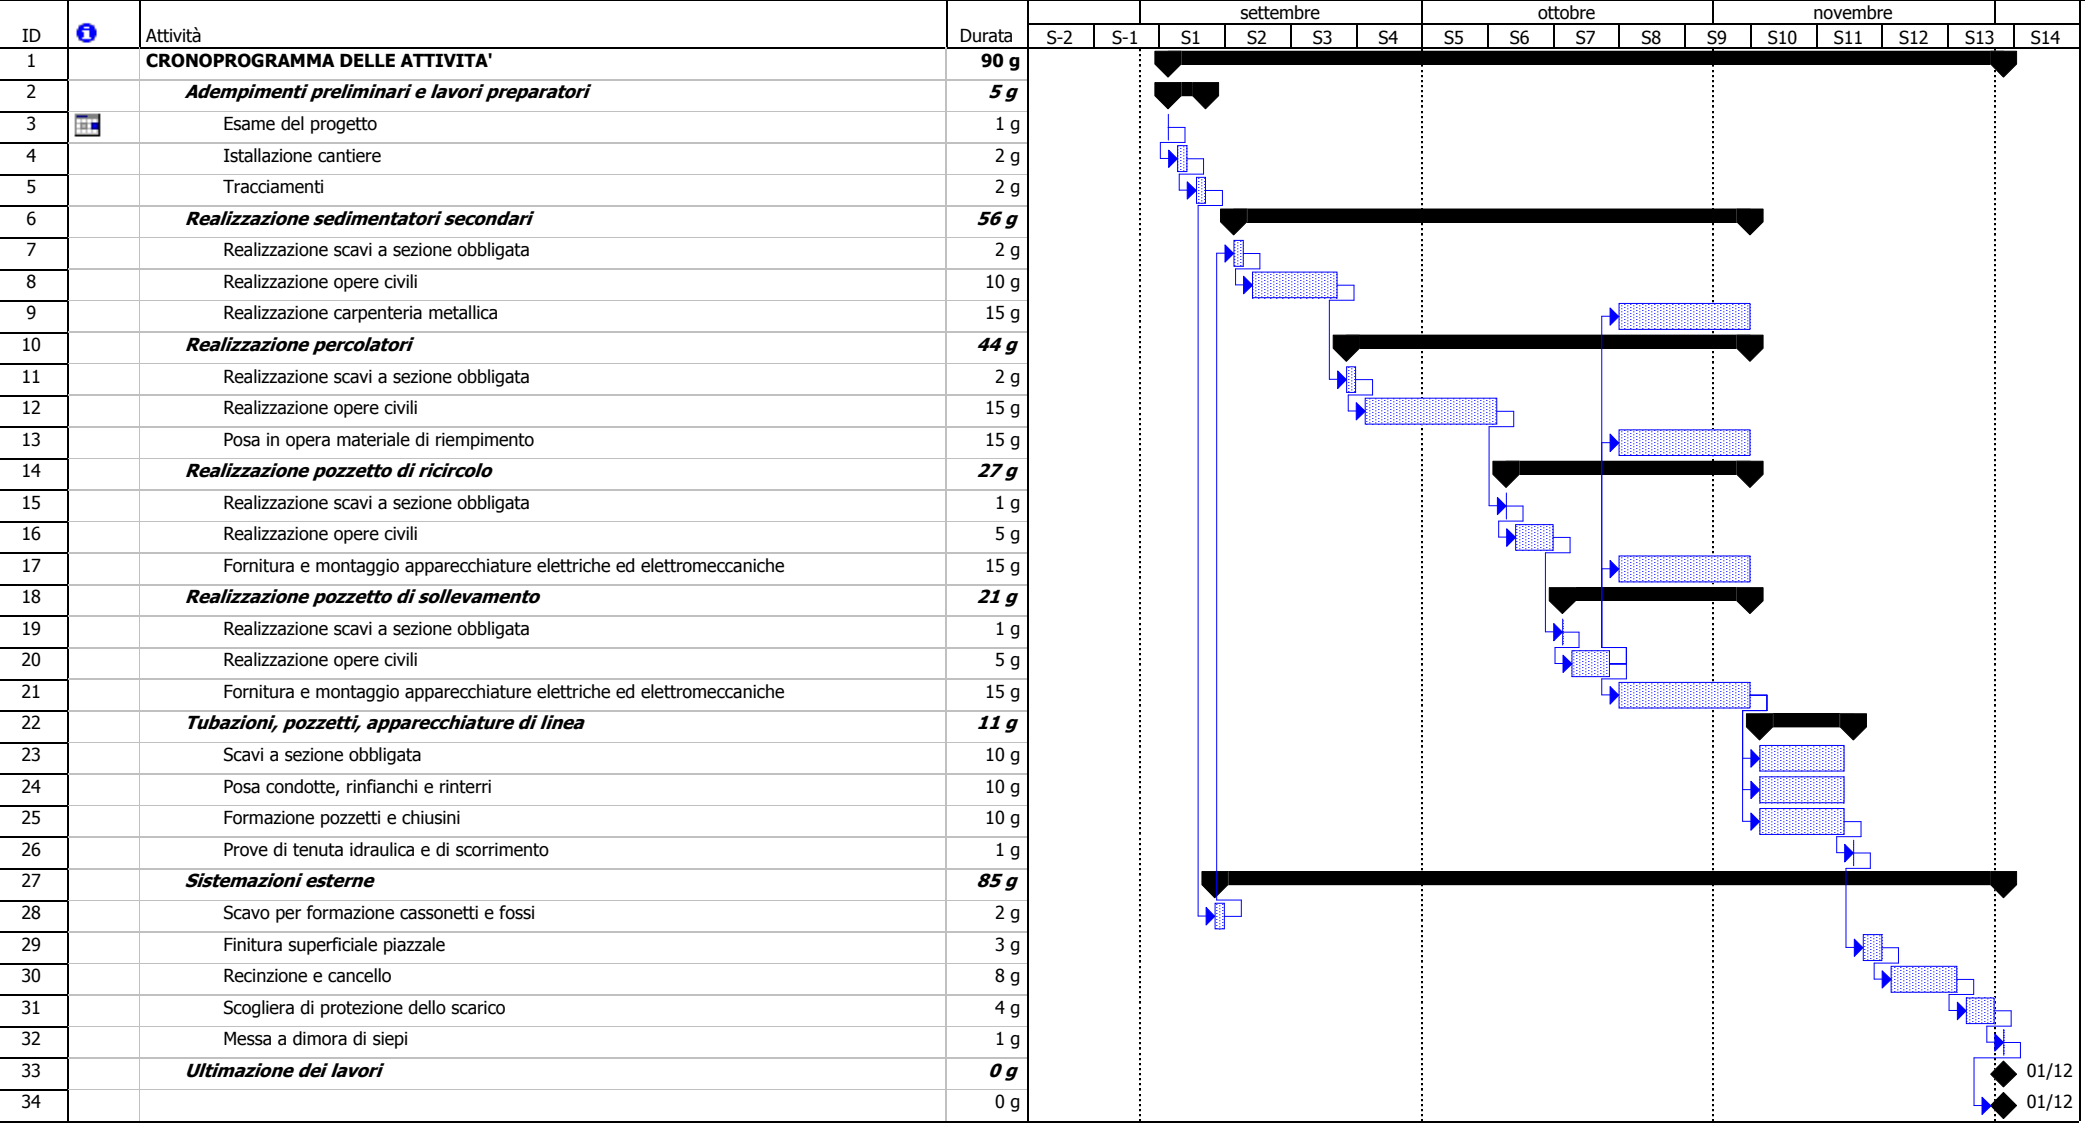 settembre ottobre novembre
ID Attività Durata S-2 S-1 S1 S2 S3 S4 S5 S6 S7 S8 S9 S10 S11 S12 S13 S14
1 CRONOPROGRAMMA DELLE ATTIVITA' 90 g
2 Adempimenti preliminari e lavori preparatori 5 g
3 Esame del progetto 1 g
4 Istallazione cantiere 2 g
5 Tracciamenti 2 g
6 Realizzazione sedimentatori secondari 56 g
7 Realizzazione scavi a sezione obbligata 2 g
8 Realizzazione opere civili 10 g
9 Realizzazione carpenteria metallica 15 g
10 Realizzazione percolatori 44 g
11 Realizzazione scavi a sezione obbligata 2 g
12 Realizzazione opere civili 15 g
13 Posa in opera materiale di riempimento 15 g
14 Realizzazione pozzetto di ricircolo 27 g
15 Realizzazione scavi a sezione obbligata 1 g
16 Realizzazione opere civili 5 g
17 Fornitura e montaggio apparecchiature elettriche ed elettromeccaniche 15 g
18 Realizzazione pozzetto di sollevamento 21 g
19 Realizzazione scavi a sezione obbligata 1 g
20 Realizzazione opere civili 5 g
21 Fornitura e montaggio apparecchiature elettriche ed elettromeccaniche 15 g
22 Tubazioni, pozzetti, apparecchiature di linea 11 g
23 Scavi a sezione obbligata 10 g
24 Posa condotte, rinfianchi e rinterri 10 g
25 Formazione pozzetti e chiusini 10 g
26 Prove di tenuta idraulica e di scorrimento 1 g
27 Sistemazioni esterne 85 g
28 Scavo per formazione cassonetti e fossi 2 g
29 Finitura superficiale piazzale 3 g
30 Recinzione e cancello 8 g
31 Scogliera di protezione dello scarico 4 g
32 Messa a dimora di siepi 1 g
33 Ultimazione dei lavori 0 g 01/12
34 0 g 01/12